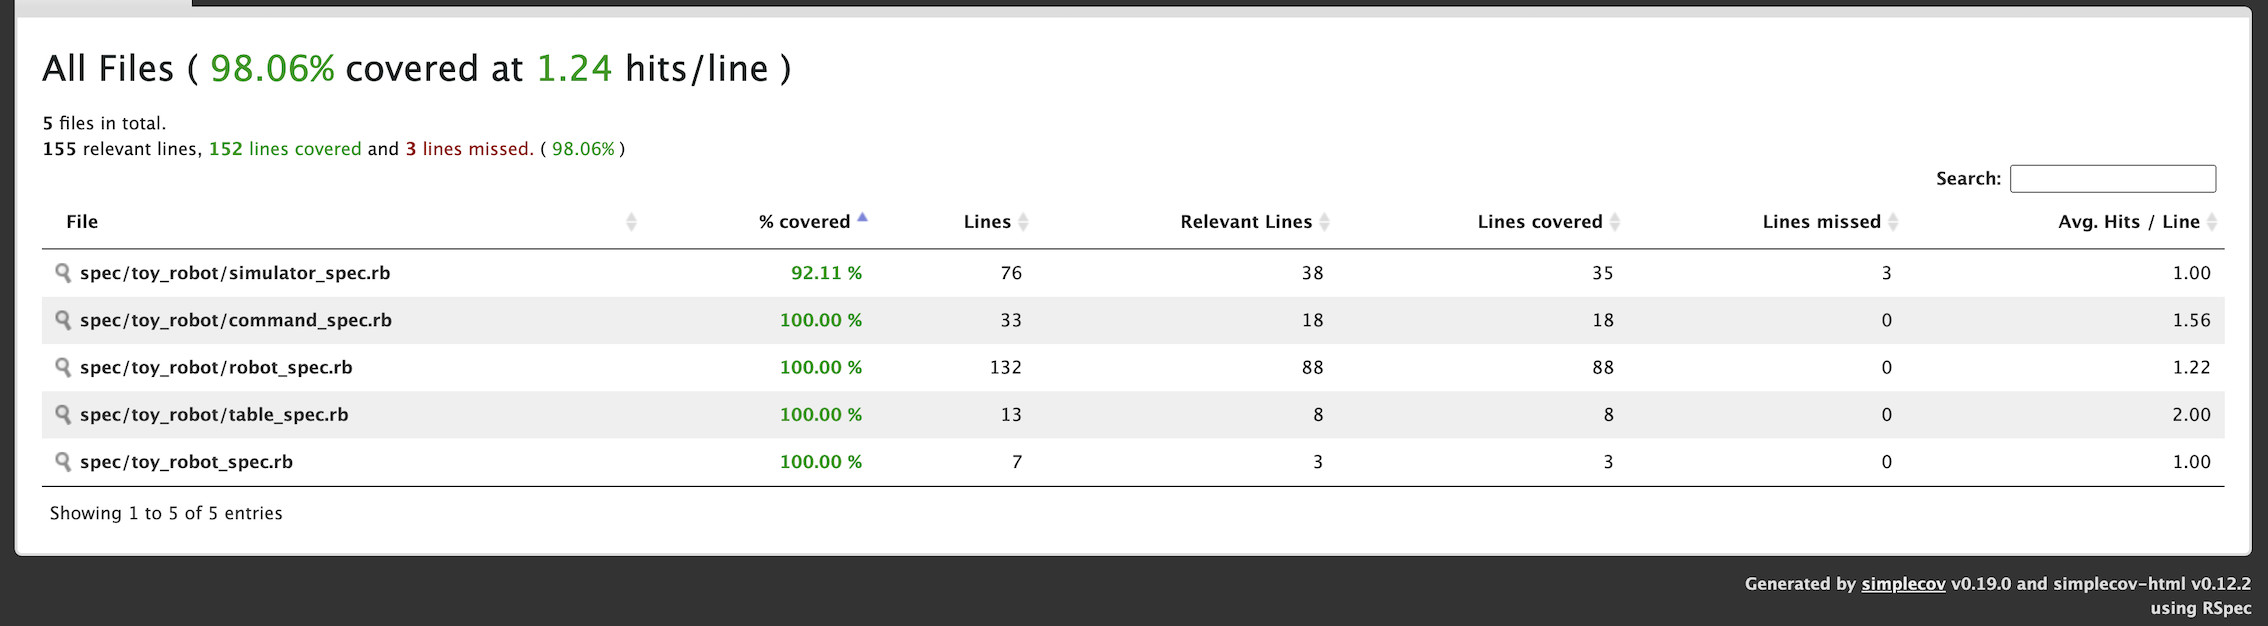 All Files ( 98.06% covered at 1.24 hits/line )
5 files in total.
155 relevant lines, 152 lines covered and 3 lines missed. ( 98.06% )
Search:
File % covered Lines Relevant Lines Lines covered Lines missed Avg. Hits / Line
spec/toy_robot/simulator_spec.rb 92.11 % 76 38 35 3 1.00
spec/toy_robot/command_spec.rb 100.00 % 33 18 18 0 1.56
spec/toy_robot/robot_spec.rb 100.00 % 132 88 88 0 1.22
spec/toy_robot/table_spec.rb 100.00 % 13 8 8 0 2.00
spec/toy_robot_spec.rb 100.00 % 7 3 3 0 1.00
Showing 1 to 5 of 5 entries
Generated by simplecov v0.19.0 and simplecov-html v0.12.2
using RSpec